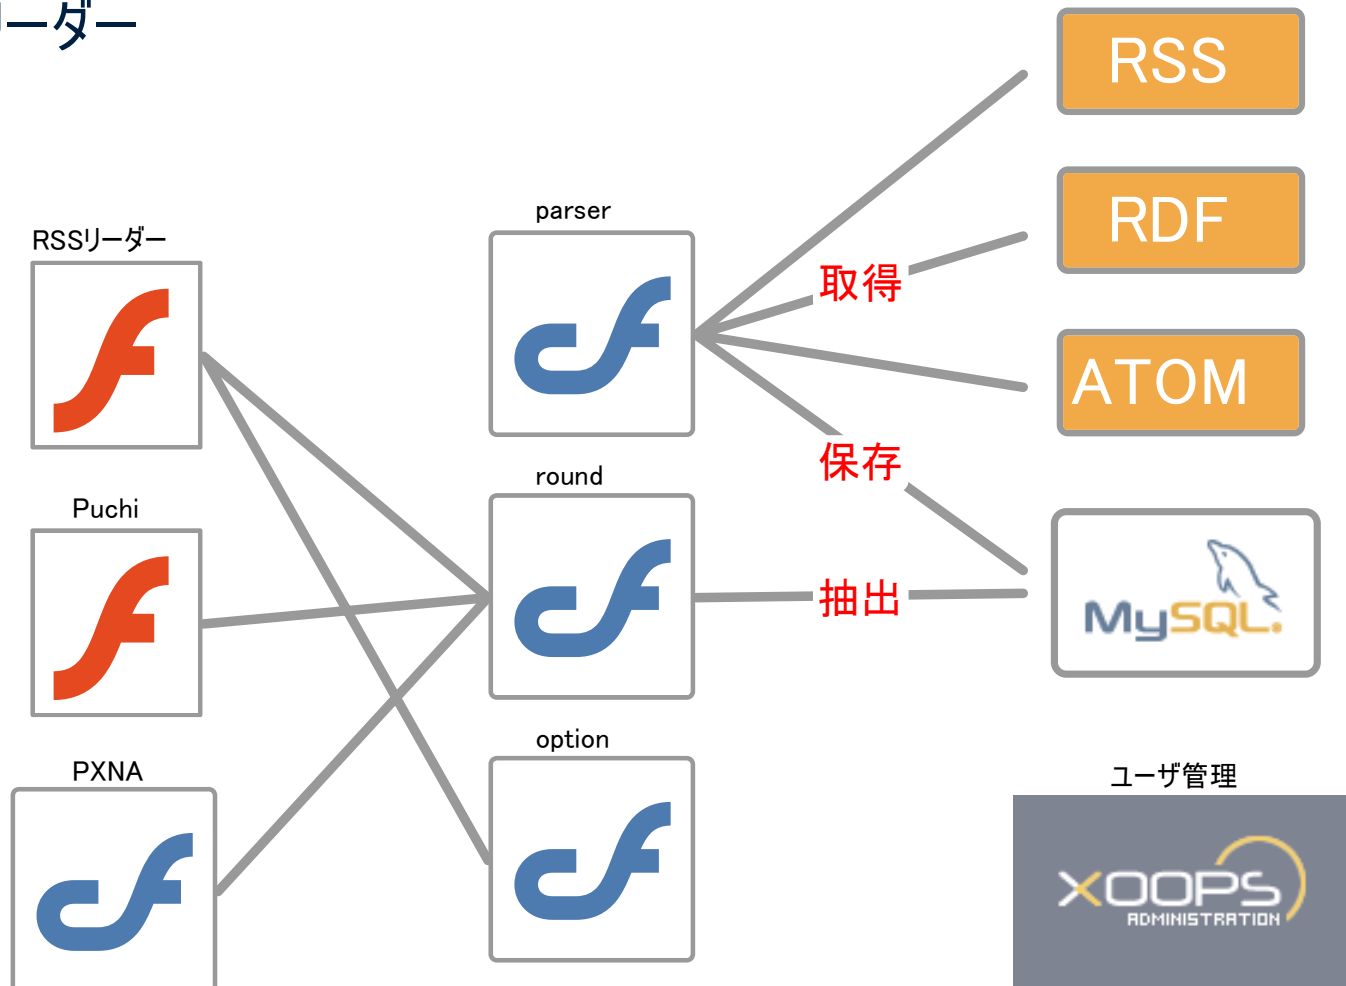 ーダー
RSS
RDF
ATOM
parser
RSSリーダー
取得
保存
round
Puchi
抽出
MySQL
option
PXNA
ユーザ管理
XOOPS
ADMINISTRATION